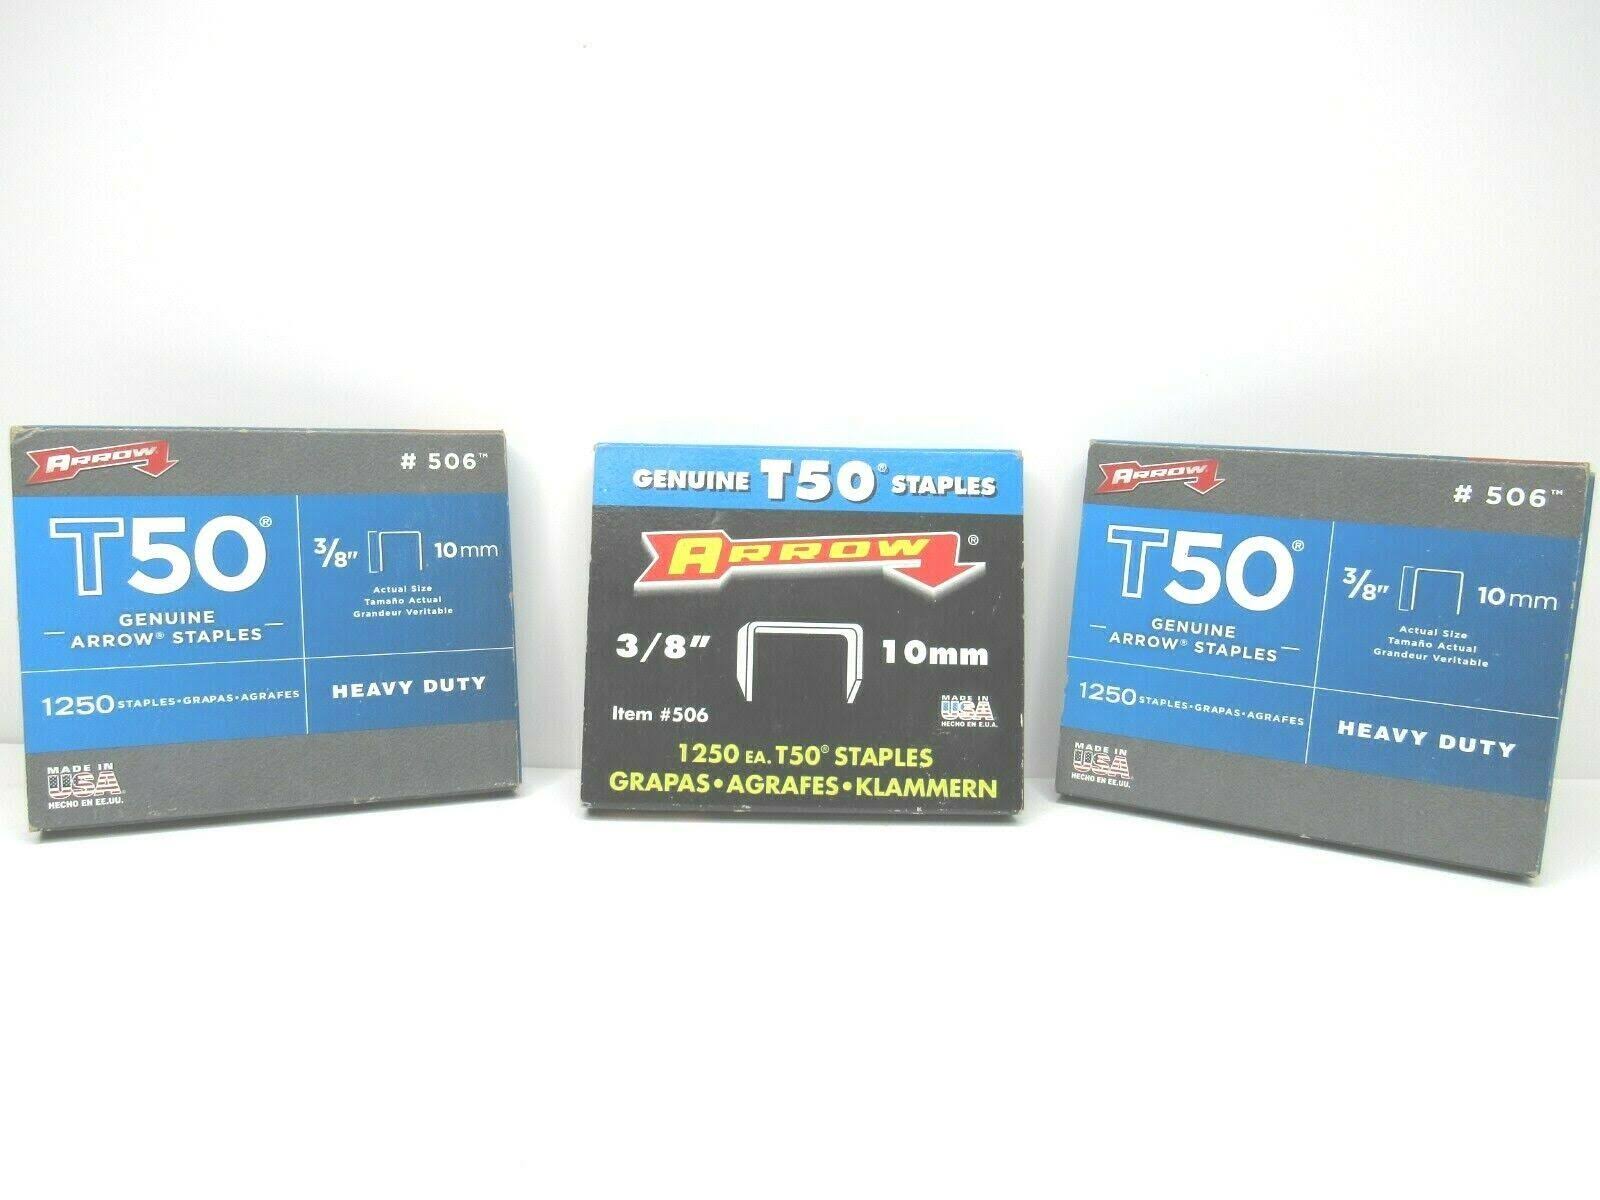 ARROW®
# 506™
T50®
GENUINE
ARROW® STAPLES
3/8" 10mm
Actual Size
Tamaño Actual
Grandeur Veritable
1250 STAPLES•GRAPAS•AGRAFES
HEAVY DUTY
MADE IN
USA
HECHO EN EE.UU.
GENUINE T50® STAPLES
ARROW®
3/8" 10mm
Item #506
MADE IN
USA
HECHO EN E.U.A.
1250 EA. T50® STAPLES
GRAPAS•AGRAFES•KLAMMERN
ARROW®
# 506™
T50®
GENUINE
ARROW® STAPLES
3/8" 10mm
Actual Size
Tamaño Actual
Grandeur Veritable
1250 STAPLES•GRAPAS•AGRAFES
HEAVY DUTY
MADE IN
USA
HECHO EN EE.UU.